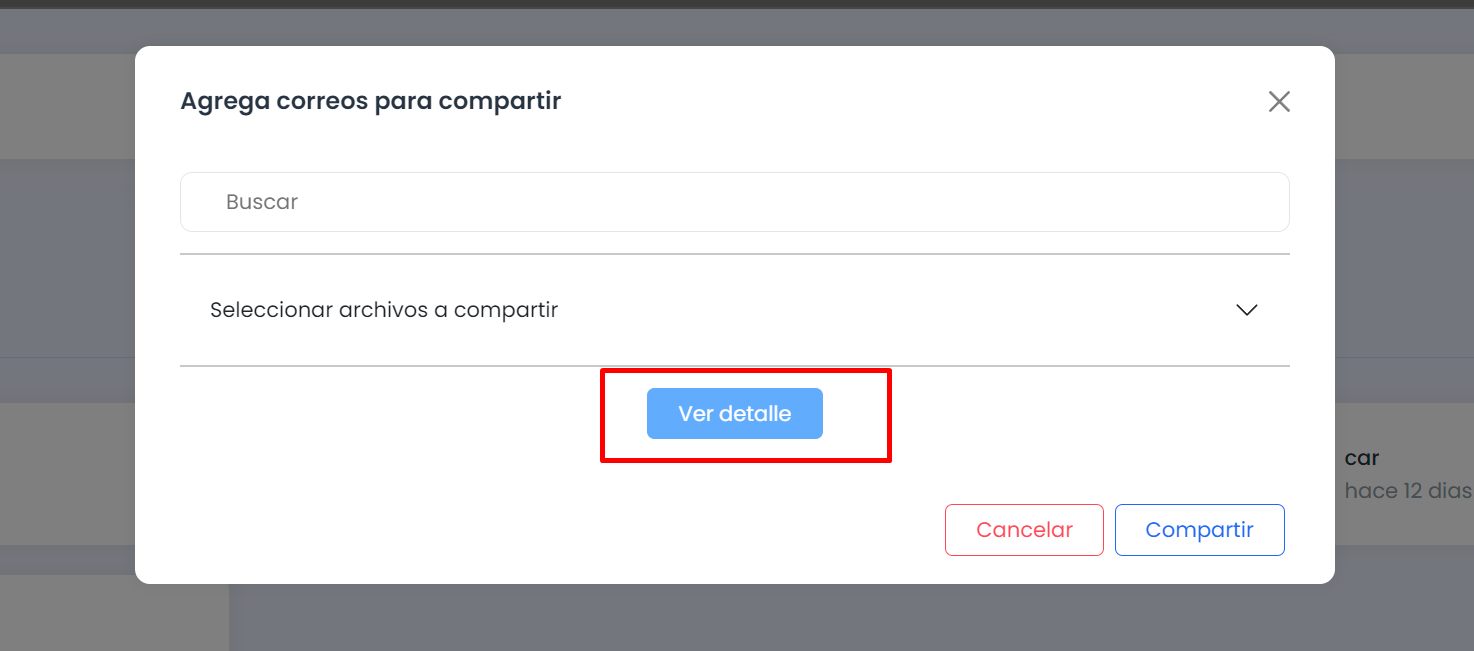 Agrega correos para compartir
Buscar
Seleccionar archivos a compartir
Ver detalle
car
hace 12 dias
Cancelar
Compartir